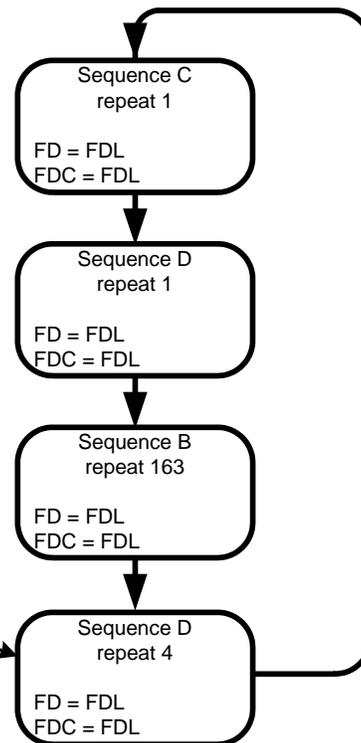 Sequence C
repeat 1
FD = FDL
FDC = FDL
Sequence D
repeat 1
FD = FDL
FDC = FDL
Sequence B
repeat 163
FD = FDL
FDC = FDL
Sequence D
repeat 4
FD = FDL
FDC = FDL